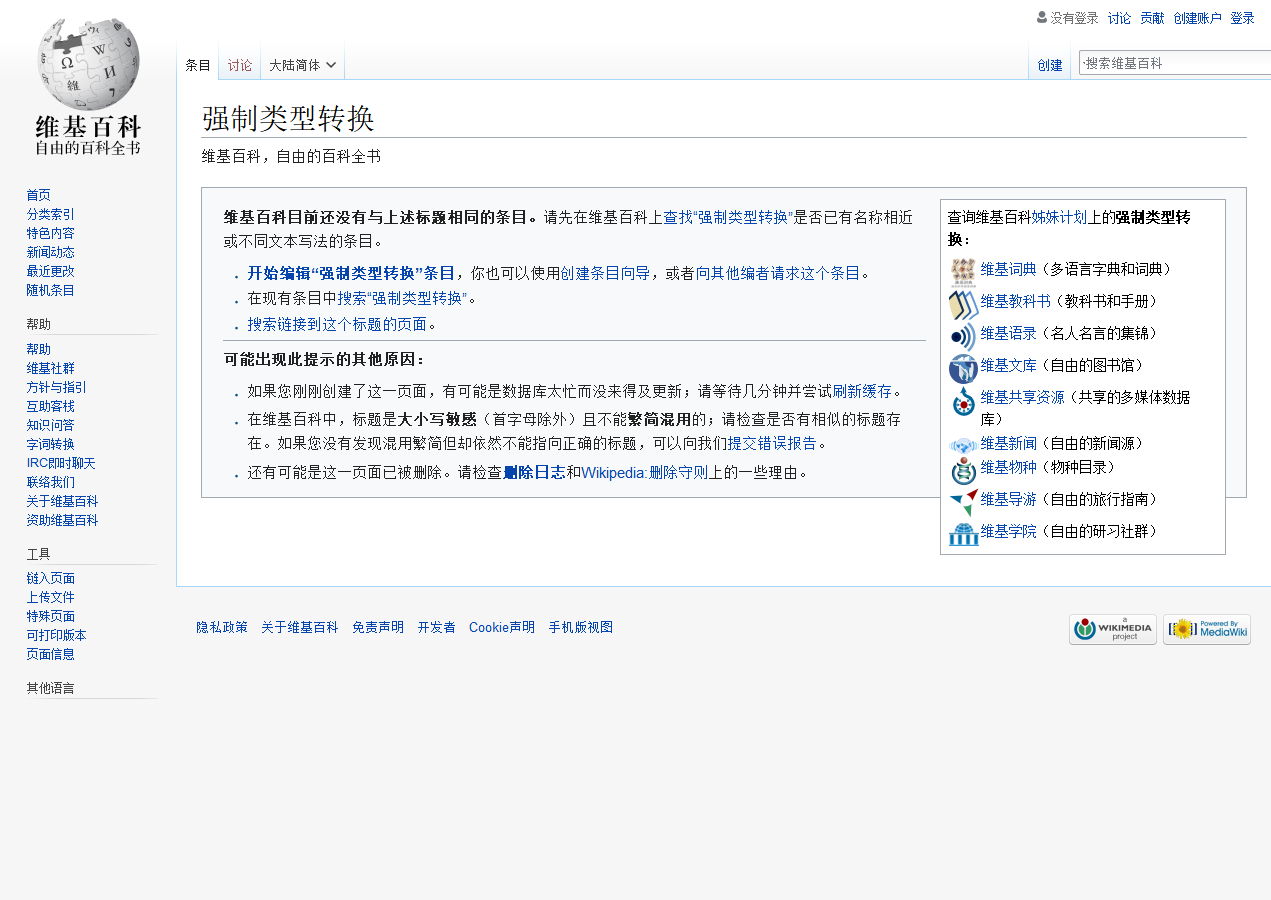 没有登录 讨论 贡献 创建账户 登录
条目 讨论 大陆简体 创建 搜索维基百科
Ω W И 維
维基百科
自由的百科全书
首页
分类索引
特色内容
新闻动态
最近更改
随机条目
帮助
帮助
维基社群
方针与指引
互助客栈
知识问答
字词转换
IRC即时聊天
联络我们
关于维基百科
资助维基百科
工具
链入页面
上传文件
特殊页面
可打印版本
页面信息
其他语言
强制类型转换
维基百科，自由的百科全书
维基百科目前还没有与上述标题相同的条目。请先在维基百科上查找“强制类型转换”是否已有名称相近
或不同文本写法的条目。
开始编辑“强制类型转换”条目，你也可以使用创建条目向导，或者向其他编者请求这个条目。
在现有条目中搜索“强制类型转换”。
搜索链接到这个标题的页面。
可能出现此提示的其他原因：
如果您刚刚创建了这一页面，有可能是数据库太忙而没来得及更新；请等待几分钟并尝试刷新缓存。
在维基百科中，标题是大小写敏感（首字母除外）且不能繁简混用的；请检查是否有相似的标题存
在。如果您没有发现混用繁简但却依然不能指向正确的标题，可以向我们提交错误报告。
还有可能是这一页面已被删除。请检查删除日志和Wikipedia:删除守则上的一些理由。
查询维基百科姊妹计划上的强制类型转
换：
维基词典（多语言字典和词典）
维基教科书（教科书和手册）
维基语录（名人名言的集锦）
维基文库（自由的图书馆）
维基共享资源（共享的多媒体数据
库）
维基新闻（自由的新闻源）
维基物种（物种目录）
维基导游（自由的旅行指南）
维基学院（自由的研习社群）
隐私政策 关于维基百科 免责声明 开发者 Cookie声明 手机版视图
a
WIKIMEDIA
project
Powered By
MediaWiki